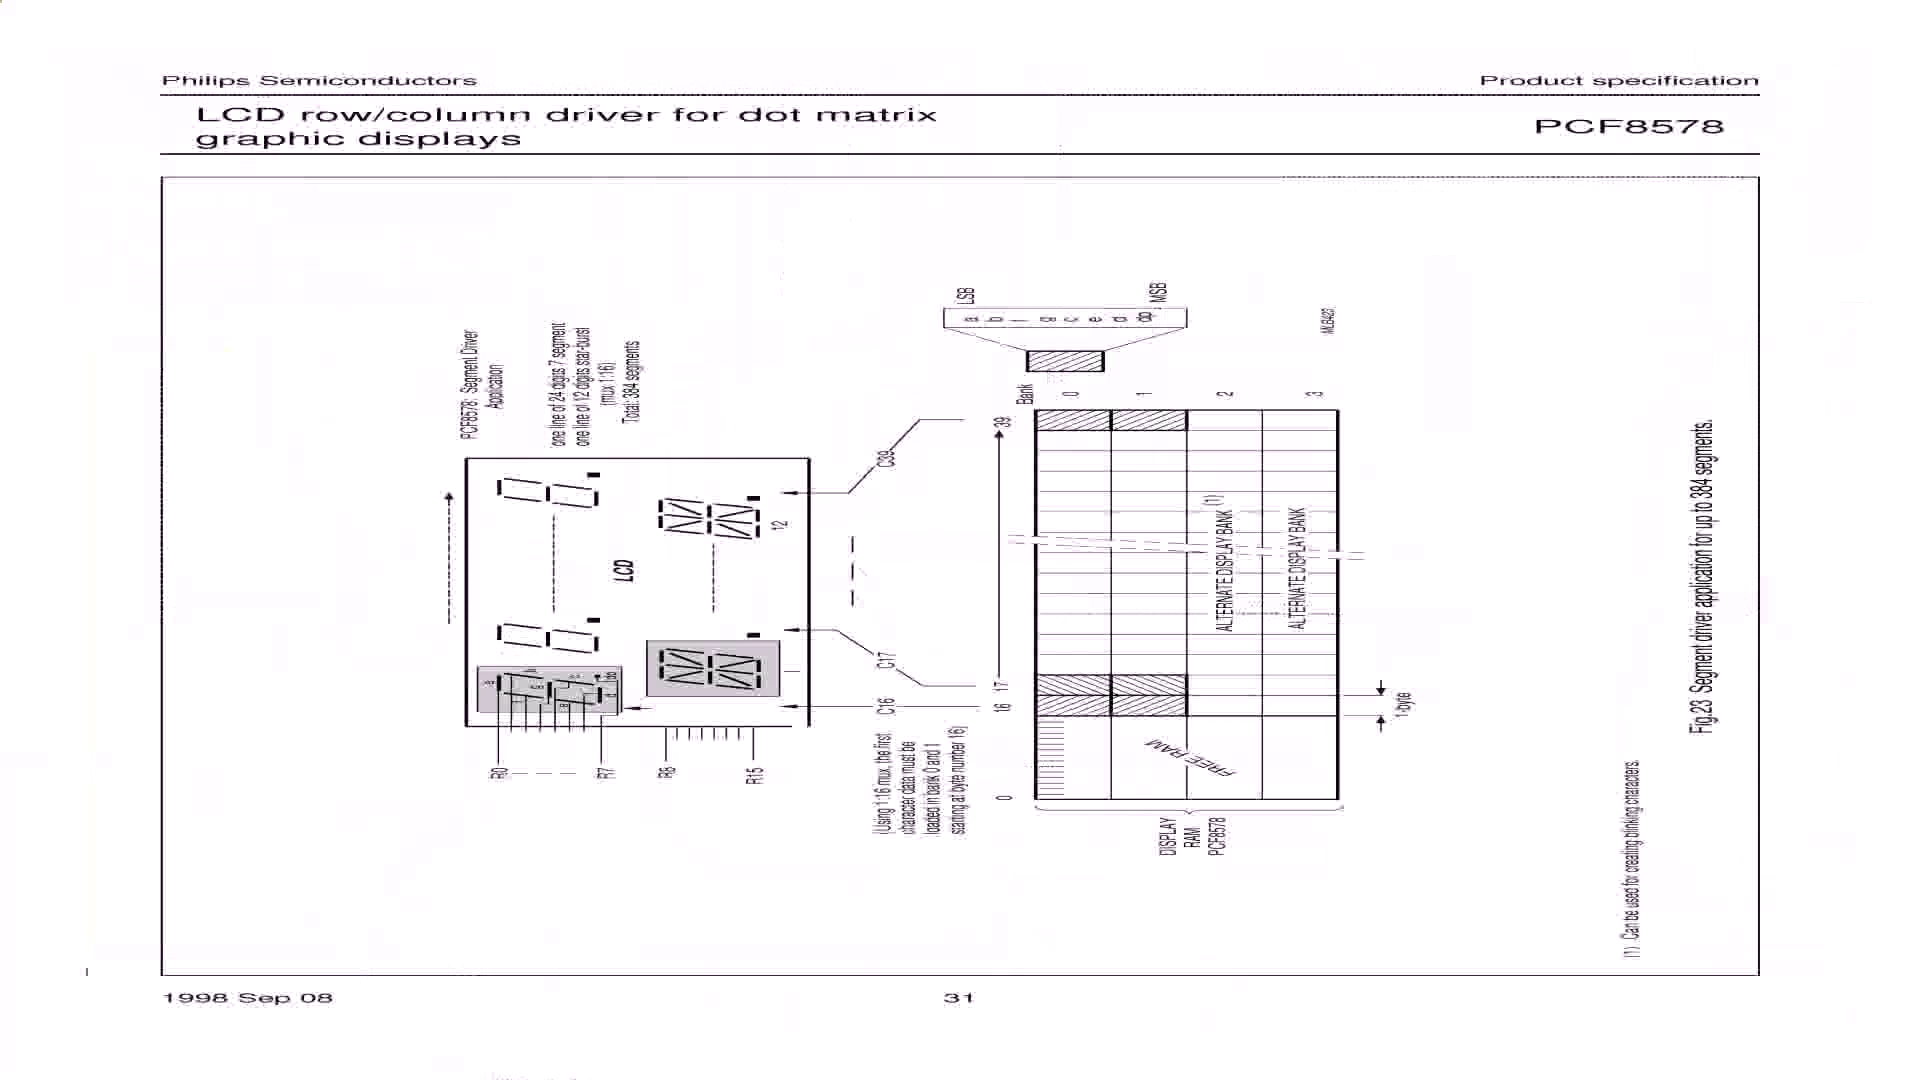 Philips Semiconductors
Product specification
LCD row/column driver for dot matrix
graphic displays
PCF8578
PCF8578: Segment Driver
Application
one line of 24 digits 7 segment
one line of 12 digits star-burst
(mux 1:16)
Total: 384 segments
LCD
12
a
b
f
g
c
e
d
dp
R0
R7
R8
R15
C39
C17
C16
(Using 1:16 mux, the first
character data must be
loaded in bank 0 and 1
starting at byte number 16)
LSB
a b f g c e d dp
MSB
Bank
0
1
2
3
39
17
16
0
ALTERNATE DISPLAY BANK (1)
ALTERNATE DISPLAY BANK
FREE RAM
1-byte
DISPLAY
RAM
PCF8578
MLB423
(1) Can be used for creating blinking characters.
Fig.23 Segment driver application for up to 384 segments.
1998 Sep 08
31